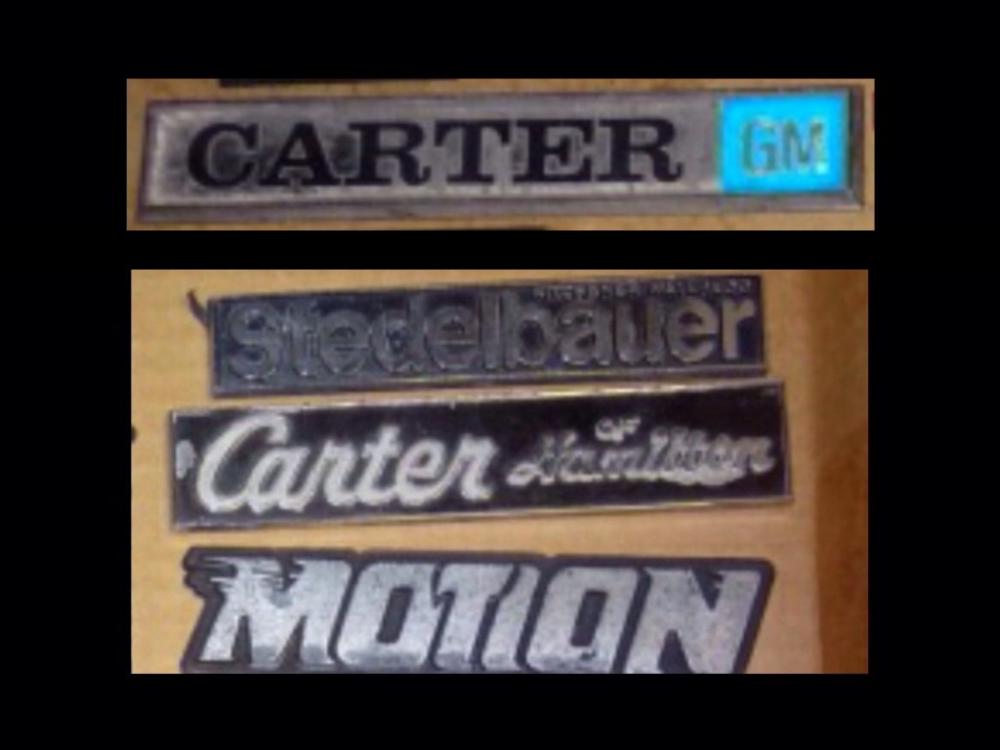 CARTER GM
Stedelbauer
Carter OF Hamilton
MOTION